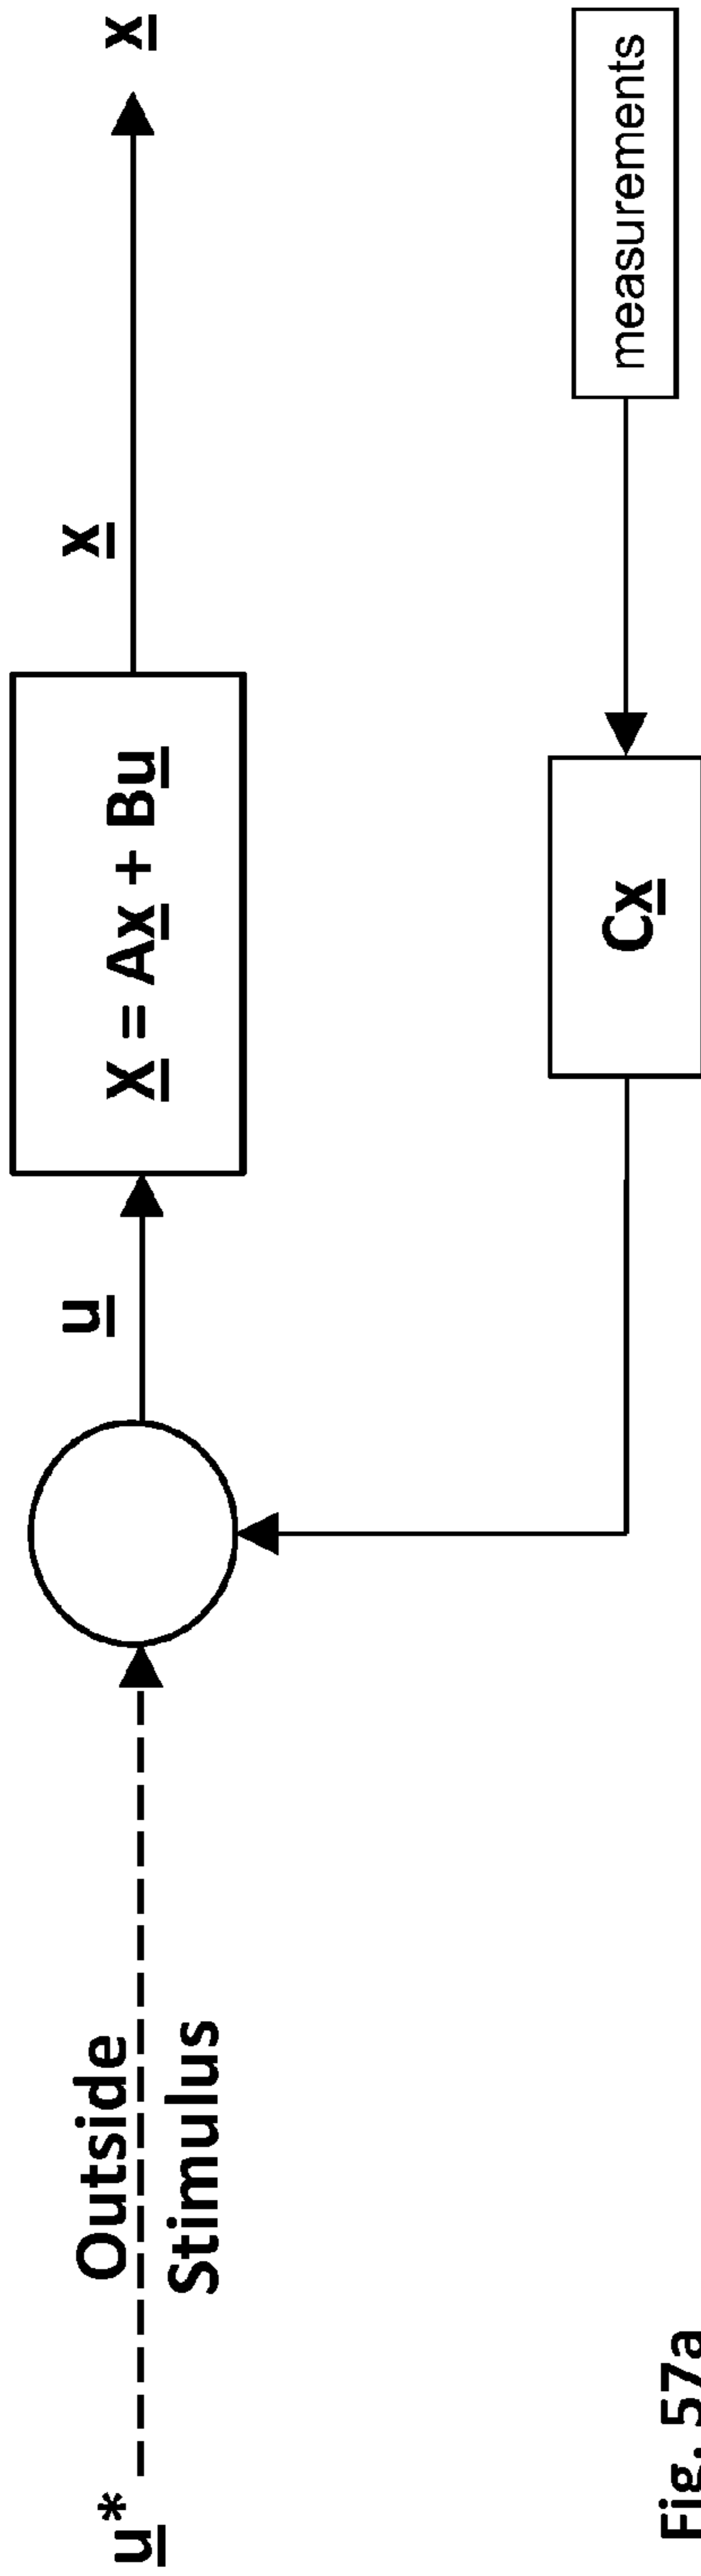 u* Outside
Stimulus
u
X = Ax + Bu
x
x
Cx
measurements
Fig. 57a